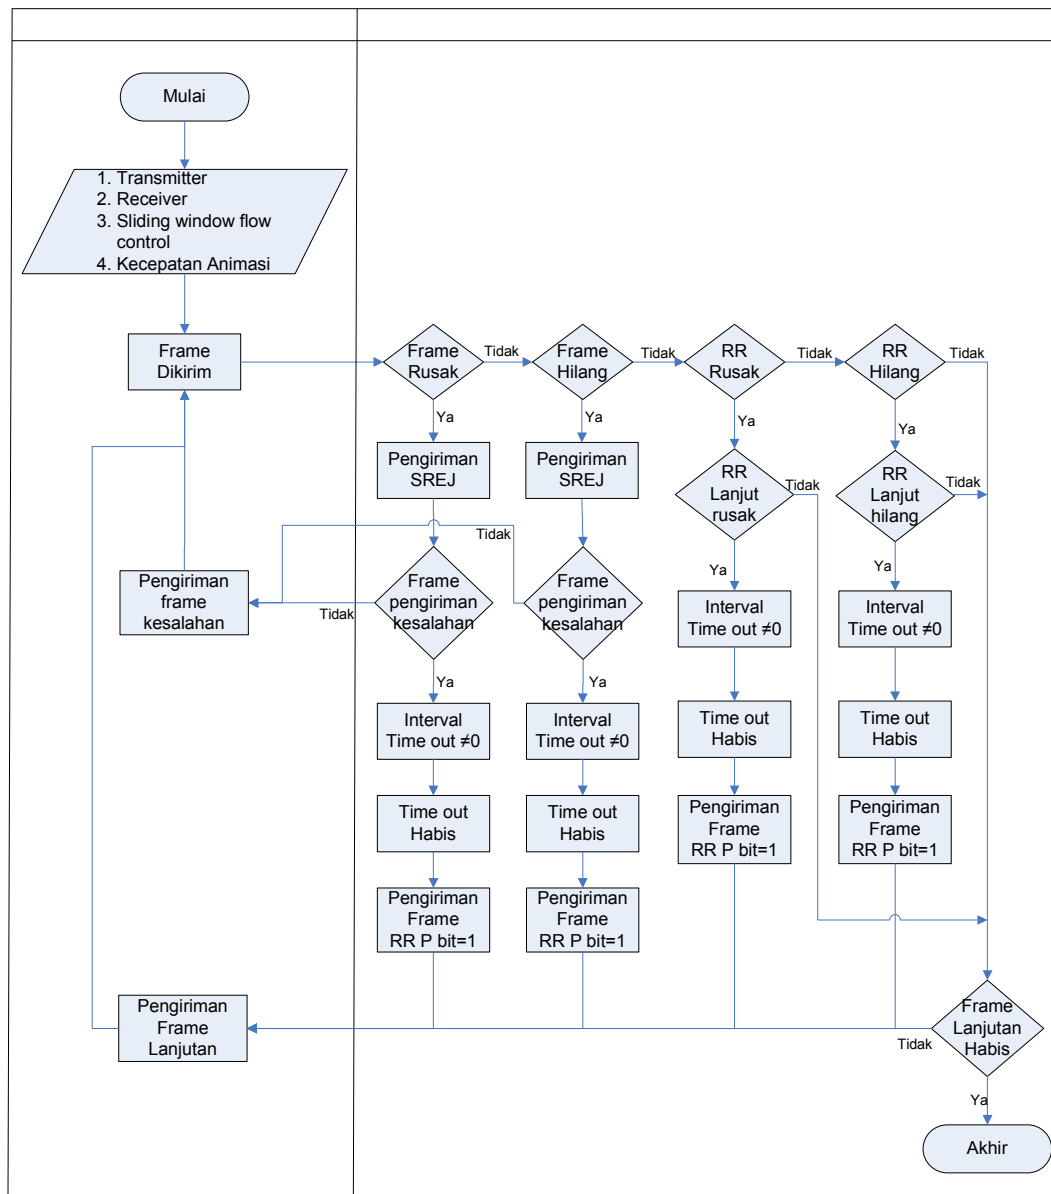 Mulai
1. Transmitter
2. Receiver
3. Sliding window flow
control
4. Kecepatan Animasi
Frame
Dikirim
Frame
Rusak
Tidak
Frame
Hilang
Tidak
RR
Rusak
Tidak
RR
Hilang
Tidak
Ya
Ya
Ya
Ya
Pengiriman
SREJ
Pengiriman
SREJ
RR
Lanjut
rusak
Tidak
RR
Lanjut
hilang
Tidak
Tidak
Pengiriman
frame
kesalahan
Tidak
Frame
pengiriman
kesalahan
Frame
pengiriman
kesalahan
Ya
Ya
Interval
Time out ≠0
Interval
Time out ≠0
Ya
Ya
Interval
Time out ≠0
Interval
Time out ≠0
Time out
Habis
Time out
Habis
Time out
Habis
Time out
Habis
Pengiriman
Frame
RR P bit=1
Pengiriman
Frame
RR P bit=1
Pengiriman
Frame
RR P bit=1
Pengiriman
Frame
RR P bit=1
Pengiriman
Frame
Lanjutan
Tidak
Frame
Lanjutan
Habis
Ya
Akhir